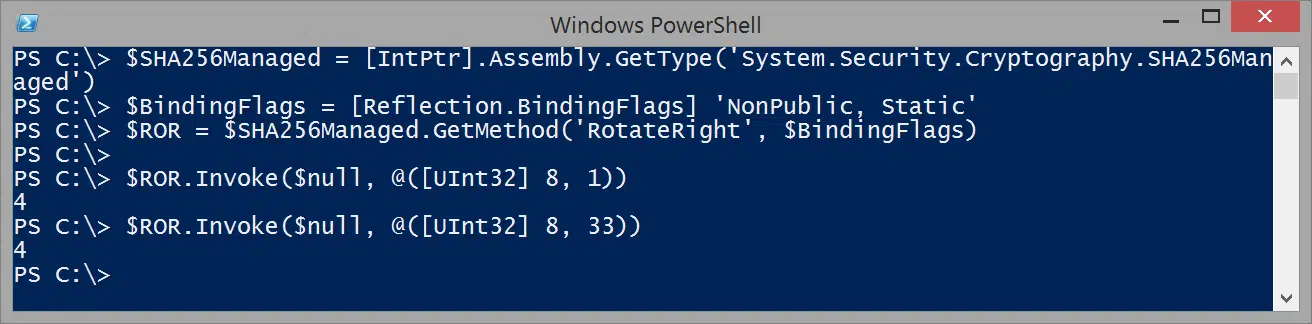 Windows PowerShell
PS C:\> $SHA256Managed = [IntPtr].Assembly.GetType('System.Security.Cryptography.SHA256Man
aged')
PS C:\> $BindingFlags = [Reflection.BindingFlags] 'NonPublic, Static'
PS C:\> $ROR = $SHA256Managed.GetMethod('RotateRight', $BindingFlags)
PS C:\>
PS C:\> $ROR.Invoke($null, @([UInt32] 8, 1))
4
PS C:\> $ROR.Invoke($null, @([UInt32] 8, 33))
4
PS C:\>